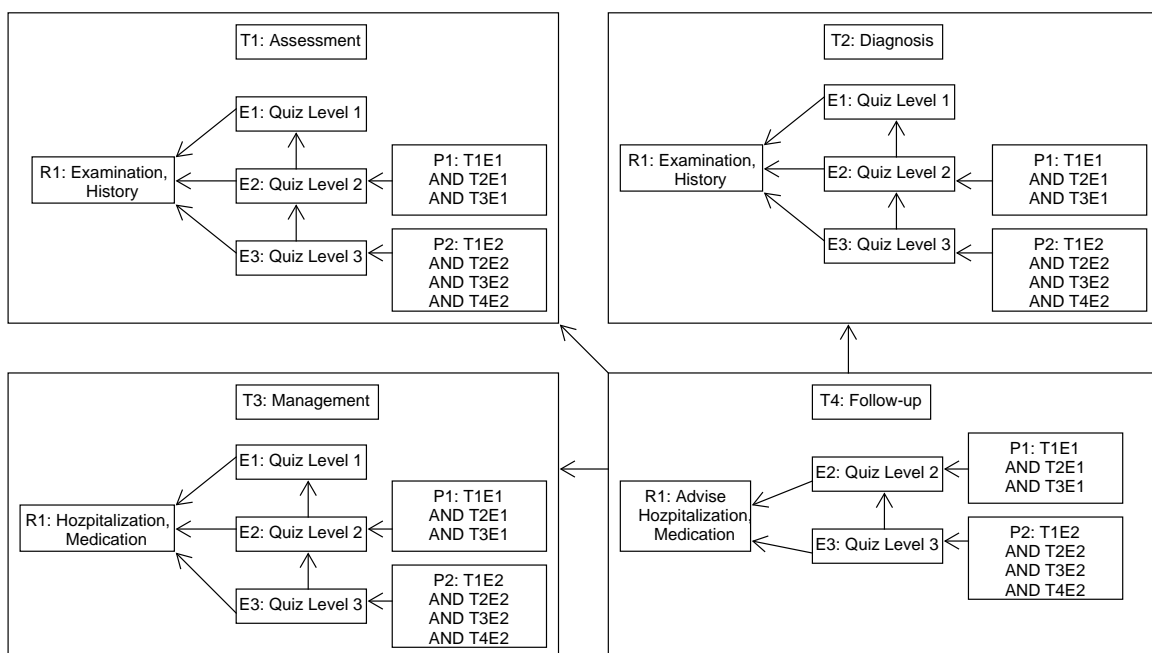 T1: Assessment
E1: Quiz Level 1
R1: Examination,
History
E2: Quiz Level 2
P1: T1E1
AND T2E1
AND T3E1
E3: Quiz Level 3
P2: T1E2
AND T2E2
AND T3E2
AND T4E2
T2: Diagnosis
E1: Quiz Level 1
R1: Examination,
History
E2: Quiz Level 2
P1: T1E1
AND T2E1
AND T3E1
E3: Quiz Level 3
P2: T1E2
AND T2E2
AND T3E2
AND T4E2
T3: Management
E1: Quiz Level 1
R1: Hozpitalization,
Medication
E2: Quiz Level 2
P1: T1E1
AND T2E1
AND T3E1
E3: Quiz Level 3
P2: T1E2
AND T2E2
AND T3E2
AND T4E2
T4: Follow-up
E2: Quiz Level 2
P1: T1E1
AND T2E1
AND T3E1
R1: Advise
Hozpitalization,
Medication
E3: Quiz Level 3
P2: T1E2
AND T2E2
AND T3E2
AND T4E2